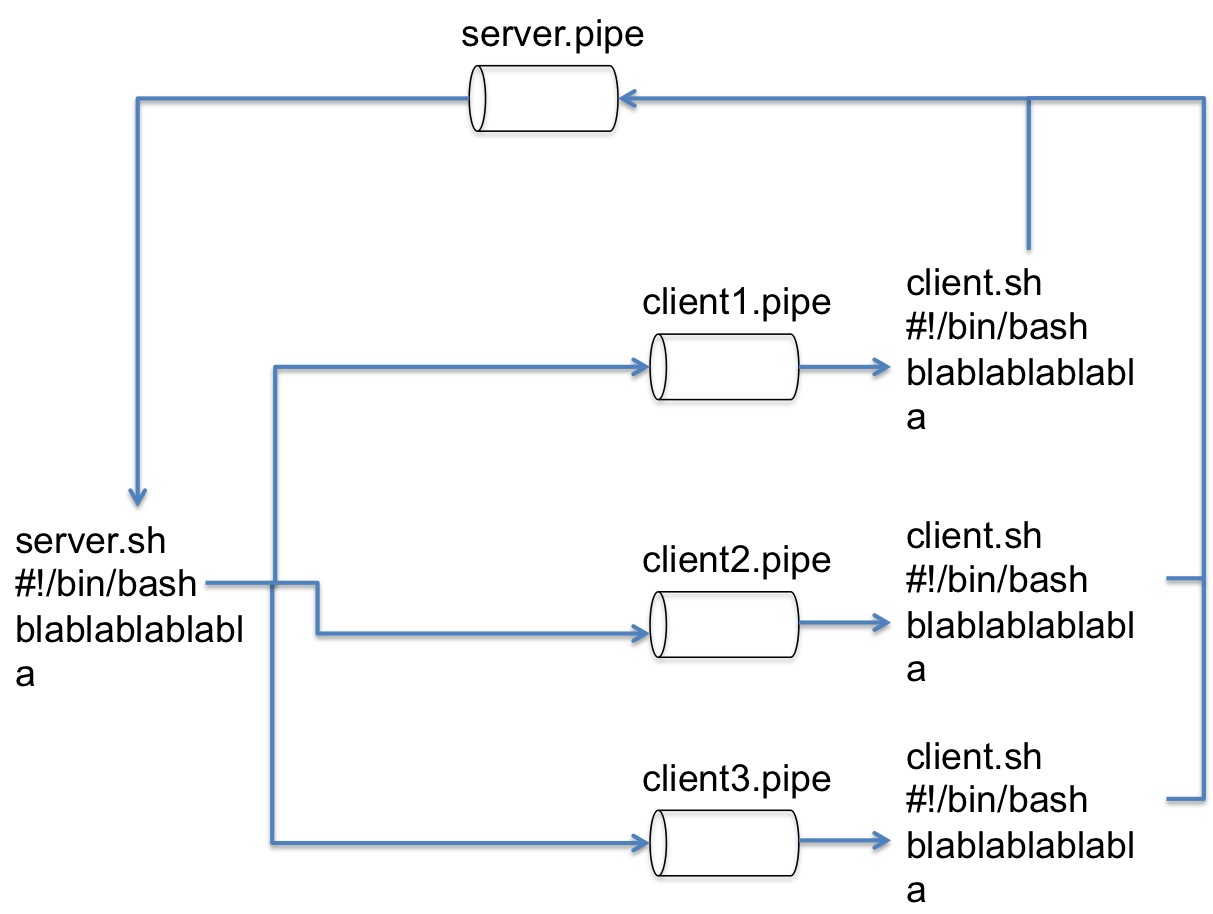 server.pipe
client1.pipe
client.sh
#!/bin/bash
blablablablabl
a
server.sh
#!/bin/bash
blablablablabl
a
client2.pipe
client.sh
#!/bin/bash
blablablablabl
a
client3.pipe
client.sh
#!/bin/bash
blablablablabl
a